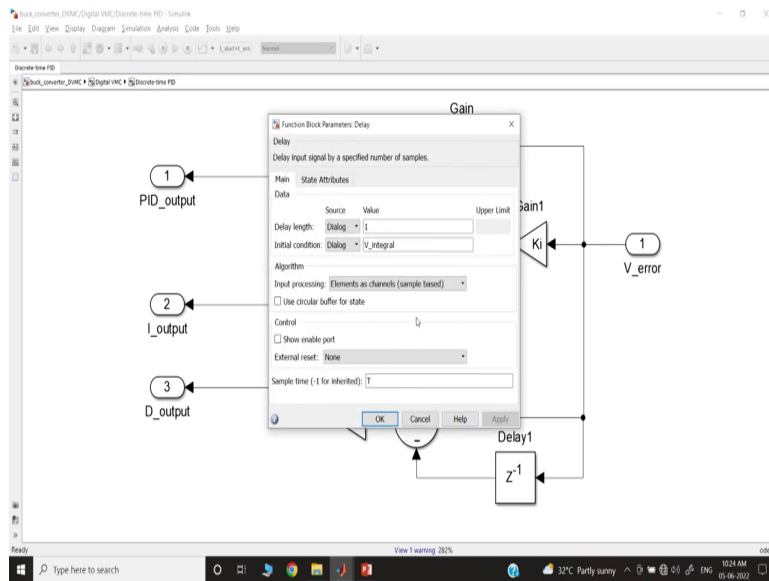 buck_converter_DVMC/Digital VMC/Discrete-time PID - Simulink
File Edit View Display Diagram Simulation Analysis Code Tools Help
t_start+t_sim
Normal
Discrete-time PID
buck_converter_DVMC Digital VMC Discrete-time PID
Gain
Function Block Parameters: Delay
Delay
Delay input signal by a specified number of samples.
Main State Attributes
Data
Source Value Upper Limit
Delay length: Dialog 1
Initial condition: Dialog V_integral
Algorithm
Input processing: Elements as channels (sample based)
Use circular buffer for state
Control
Show enable port
External reset: None
Sample time (-1 for inherited): T
OK Cancel Help Apply
1
PID_output
2
I_output
3
D_output
Gain1
Ki
1
V_error
Delay1
Z-1
Ready View 1 warning 282% ode
Type here to search 32°C Partly sunny ENG 10:24 AM
05-06-2022